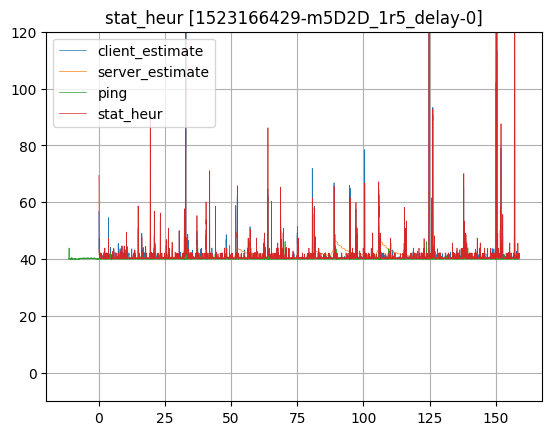 stat_heur [1523166429-m5D2D_1r5_delay-0]
client_estimate
server_estimate
ping
stat_heur
120
100
80
60
40
20
0
0 25 50 75 100 125 150